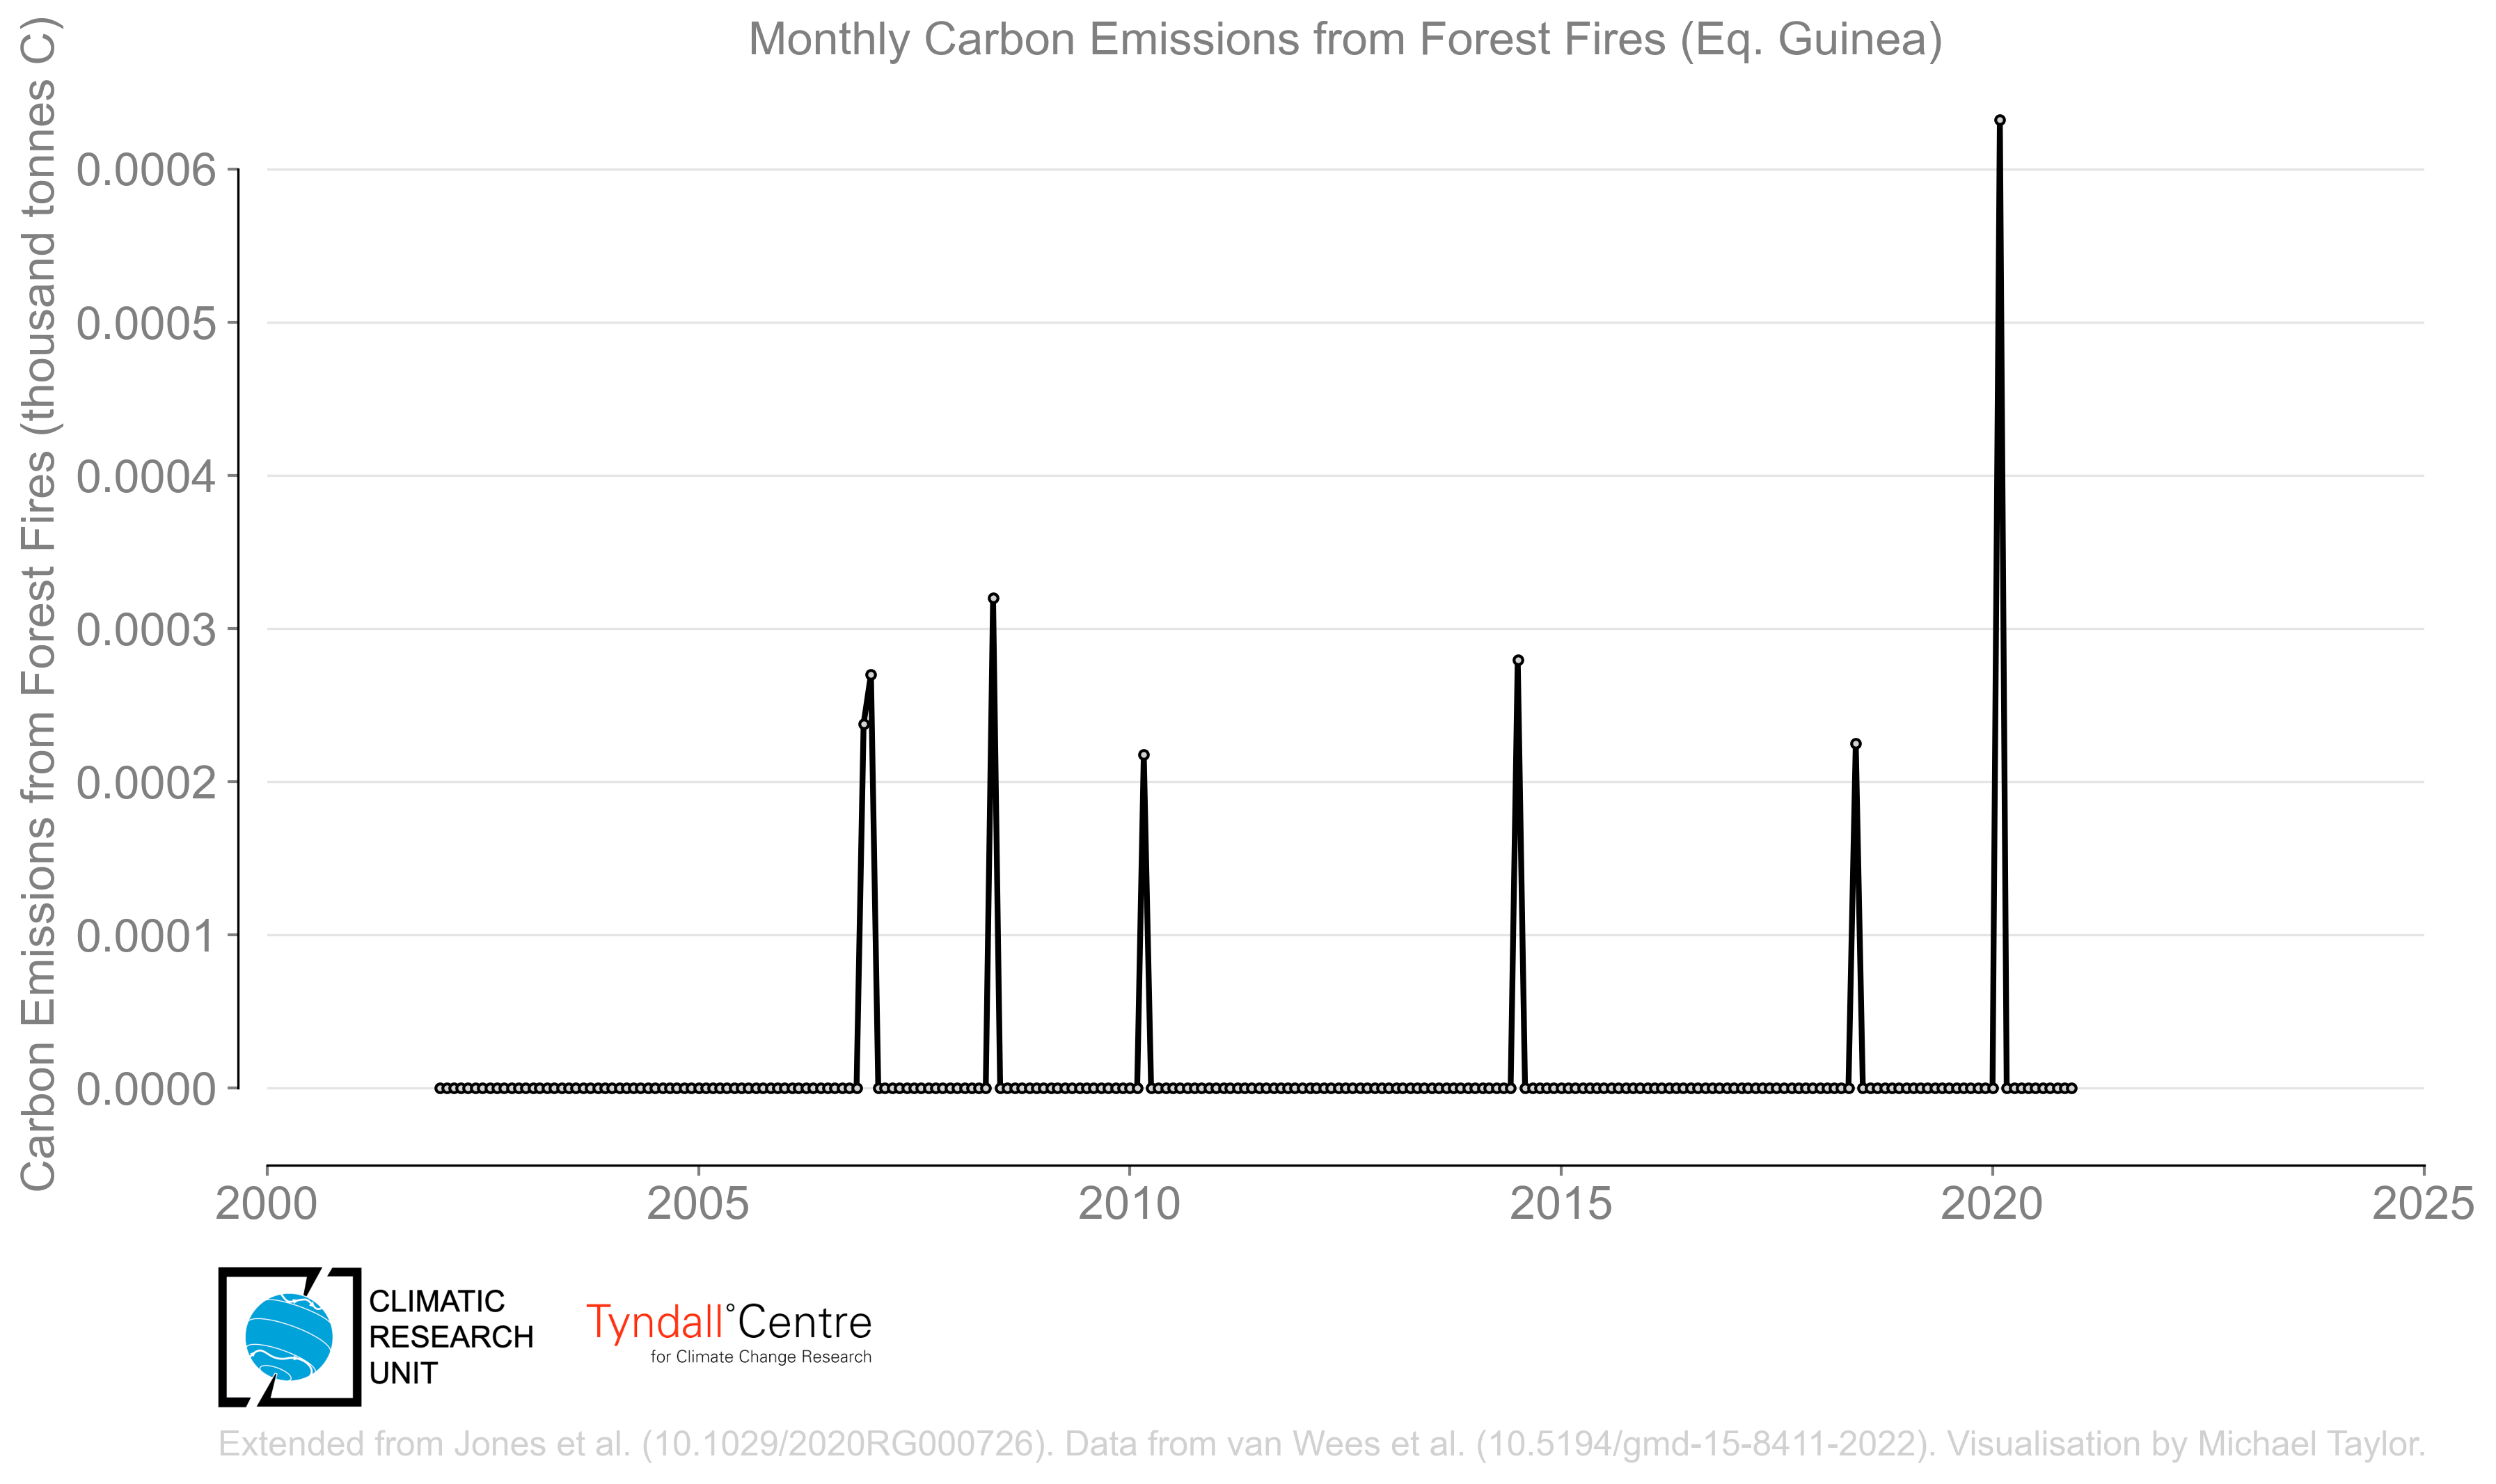 Monthly Carbon Emissions from Forest Fires (Eq. Guinea)
Carbon Emissions from Forest Fires (thousand tonnes C)
0.0006
0.0005
0.0004
0.0003
0.0002
0.0001
0.0000
2000 2005 2010 2015 2020 2025
CLIMATIC
RESEARCH
UNIT
Tyndall°Centre
for Climate Change Research
Extended from Jones et al. (10.1029/2020RG000726). Data from van Wees et al. (10.5194/gmd-15-8411-2022). Visualisation by Michael Taylor.